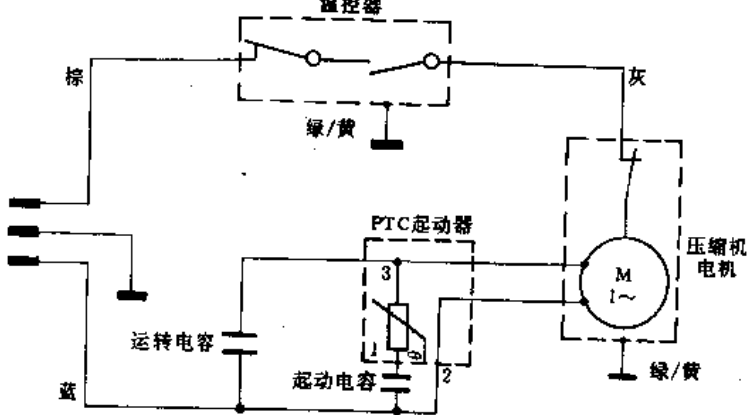 温控器
棕
灰
绿/黄
PTC起动器
压缩机
电机
3
M
1~
运转电容
1
θ
起动电容
2
绿/黄
蓝